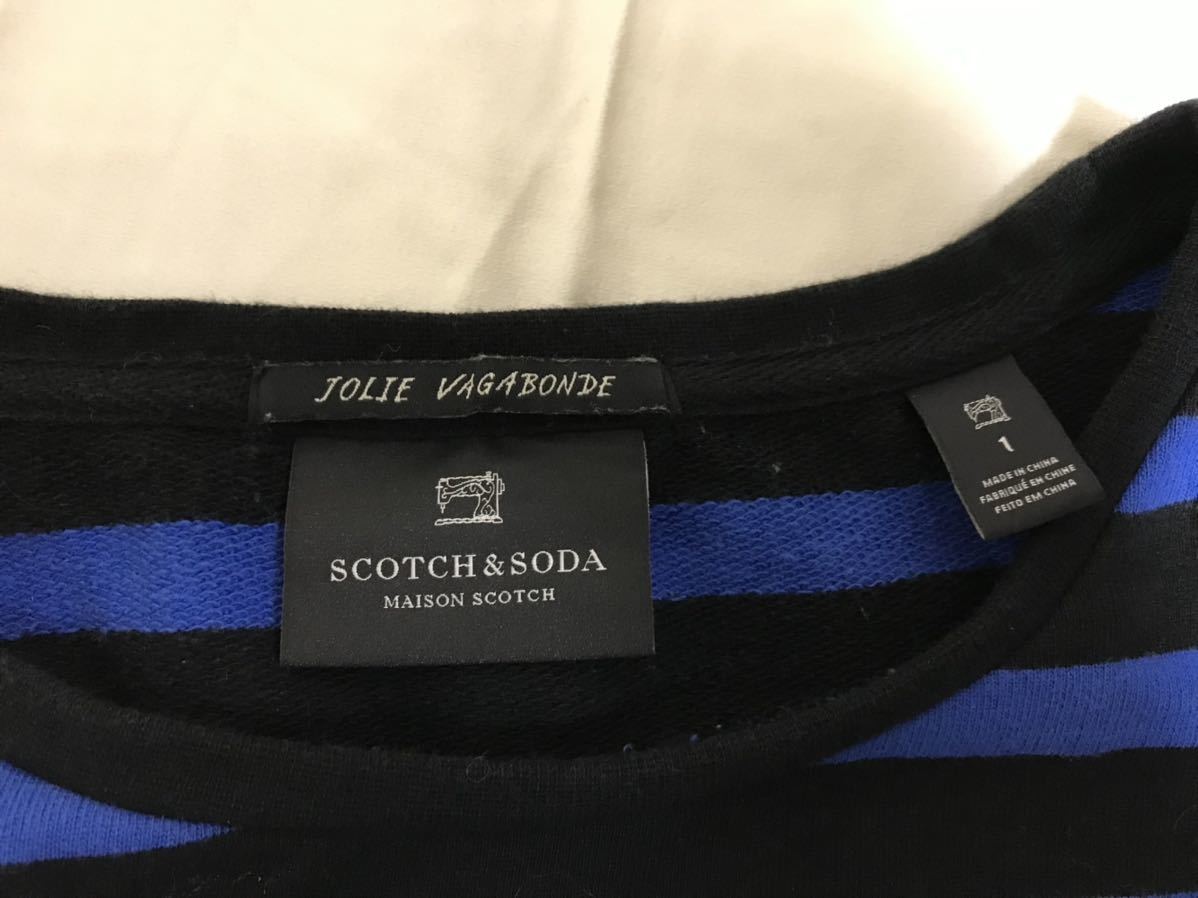 JOLIE VAGABONDE
SCOTCH & SODA
MAISON SCOTCH
1
MADE IN CHINA
FABRIQUÉ EN CHINE
FEITO EM CHINA